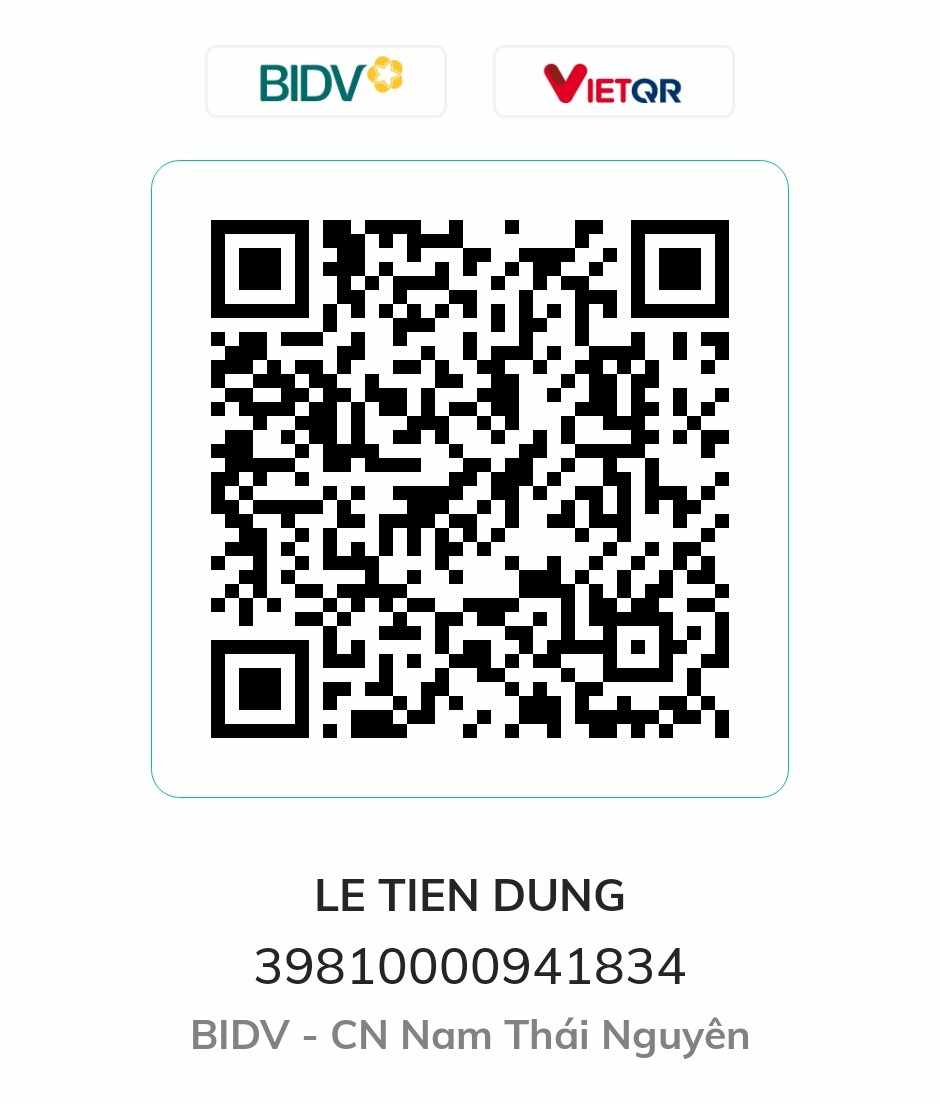 BIDV VIETQR
LE TIEN DUNG
39810000941834
BIDV - CN Nam Thái Nguyên